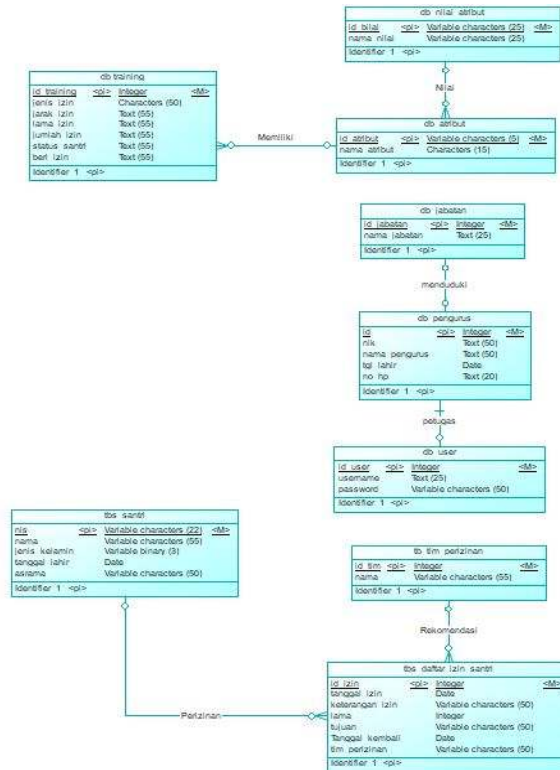 db nilai atribut
id bilai <pi> Variable characters (25) <M>
nama nilai Variable characters (25)
Identifier 1 <pi>
Nilai
db training
id training <pi> Integer <M>
jenis izin Characters (50)
jarak izin Text (55)
lama izin Text (55)
jumlah izin Text (55)
status santri Text (55)
beri izin Text (55)
Identifier 1 <pi>
Memiliki
db atribut
id atribut <pi> Variable characters (5) <M>
nama atribut Characters (15)
Identifier 1 <pi>
db jabatan
id jabatan <pi> Integer <M>
nama jabatan Text (25)
Identifier 1 <pi>
menduduki
db pengurus
id <pi> Integer <M>
nik Text (50)
nama pengurus Text (50)
tgl lahir Date
no hp Text (20)
Identifier 1 <pi>
petugas
db user
id user <pi> Integer <M>
username Text (25)
password Variable characters (50)
Identifier 1 <pi>
tbs santri
nis <pi> Variable characters (22) <M>
nama Variable characters (55)
jenis kelamin Variable binary (3)
tanggal lahir Date
asrama Variable characters (50)
Identifier 1 <pi>
tb tim perizinan
id tim <pi> Integer <M>
nama Variable characters (55)
Identifier 1 <pi>
Rekomendasi
Perizinan
tbs daftar izin santri
id izin <pi> Integer <M>
tanggal izin Date
keterangan izin Variable characters (50)
lama Integer
tujuan Variable characters (50)
Tanggal kembali Date
tim perizinan Variable characters (50)
Identifier 1 <pi>